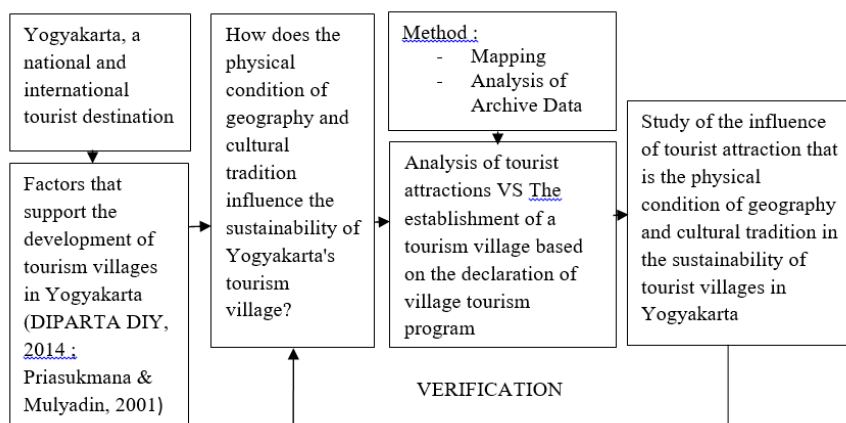 Yogyakarta, a
national and
international
tourist destination
Factors that
support the
development of
tourism villages
in Yogyakarta
(DIPARTA DIY,
2014 ;
Priasukmana &
Mulyadin, 2001)
How does the
physical
condition of
geography and
cultural
tradition
influence the
sustainability of
Yogyakarta's
tourism
village?
Method :
- Mapping
- Analysis of
Archive Data
Analysis of tourist
attractions VS The
establishment of a
tourism village based
on the declaration of
village tourism
program
Study of the influence
of tourist attraction that
is the physical
condition of geography
and cultural tradition in
the sustainability of
tourist villages in
Yogyakarta
VERIFICATION